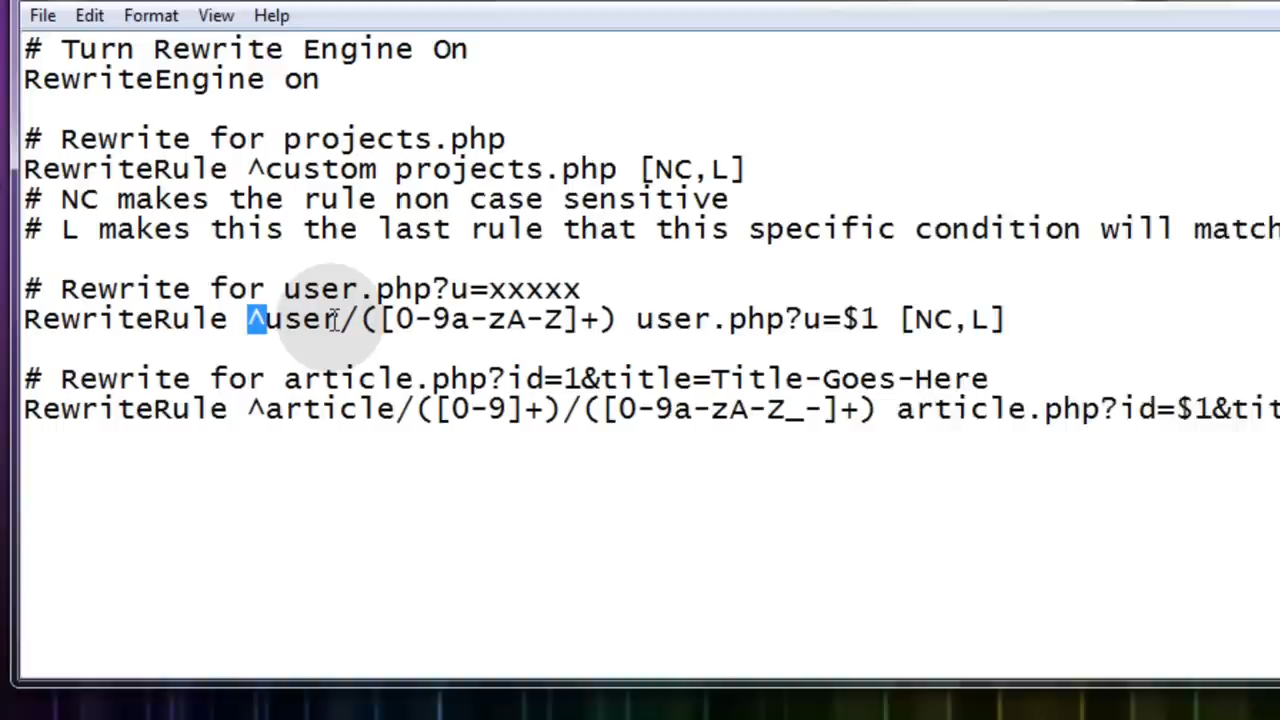 File Edit Format View Help
# Turn Rewrite Engine On
RewriteEngine on
# Rewrite for projects.php
RewriteRule ^custom projects.php [NC,L]
# NC makes the rule non case sensitive
# L makes this the last rule that this specific condition will match
# Rewrite for user.php?u=xxxxx
RewriteRule ^user/([0-9a-zA-Z]+) user.php?u=$1 [NC,L]
# Rewrite for article.php?id=1&title=Title-Goes-Here
RewriteRule ^article/([0-9]+)/([0-9a-zA-Z_-]+) article.php?id=$1&tit